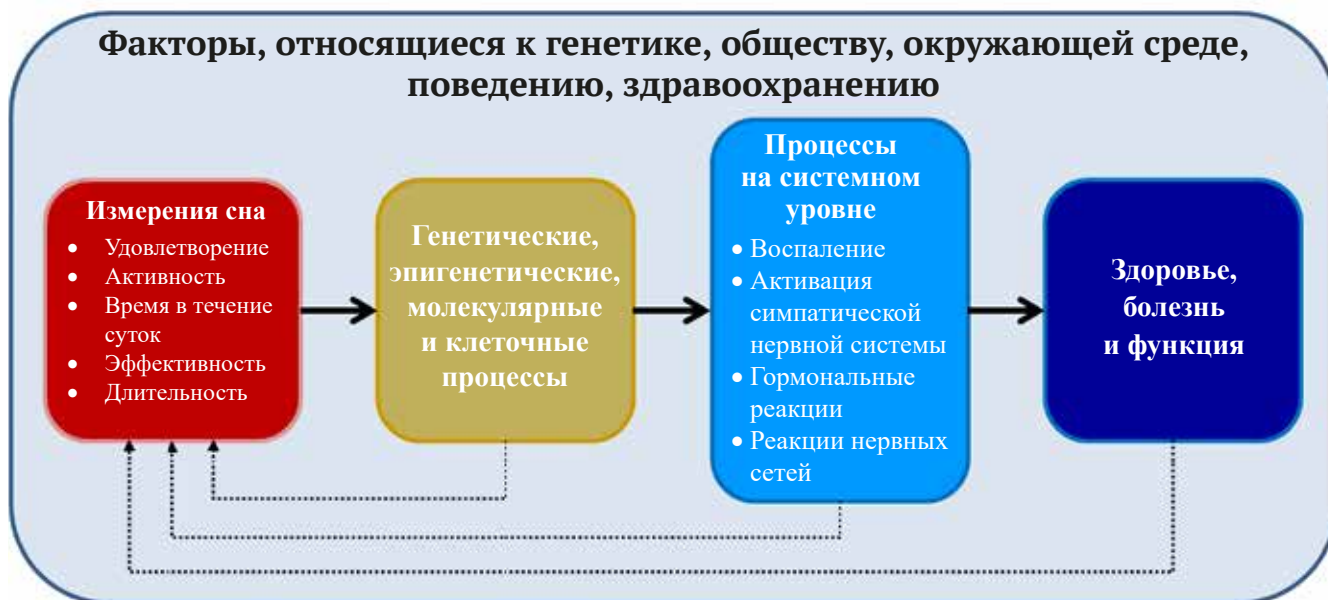 Факторы, относящиеся к генетике, обществу, окружающей среде,
поведению, здравоохранению
Измерения сна
• Удовлетворение
• Активность
• Время в течение
суток
• Эффективность
• Длительность
Генетические,
эпигенетические,
молекулярные
и клеточные
процессы
Процессы
на системном
уровне
• Воспаление
• Активация
симпатической
нервной системы
• Гормональные
реакции
• Реакции нервных
сетей
Здоровье,
болезнь
и функция